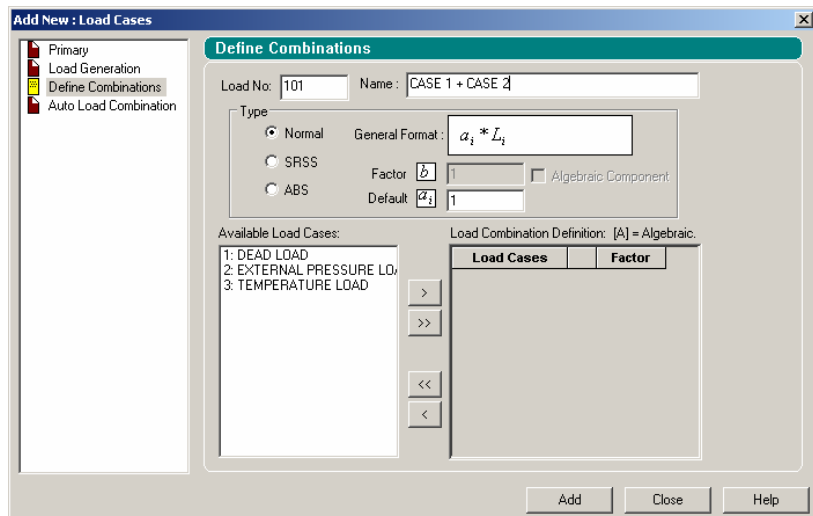 Add New : Load Cases
Primary
Load Generation
Define Combinations
Auto Load Combination
Define Combinations
Load No: 101 Name : CASE 1 + CASE 2
Type
Normal General Format : aᵢ * Lᵢ
SRSS
Factor b 1 Algebraic Component
ABS
Default aᵢ 1
Available Load Cases:
1: DEAD LOAD
2: EXTERNAL PRESSURE LO
3: TEMPERATURE LOAD
>
>>
<<
<
Load Combination Definition: [A] = Algebraic.
Load Cases Factor
Add Close Help